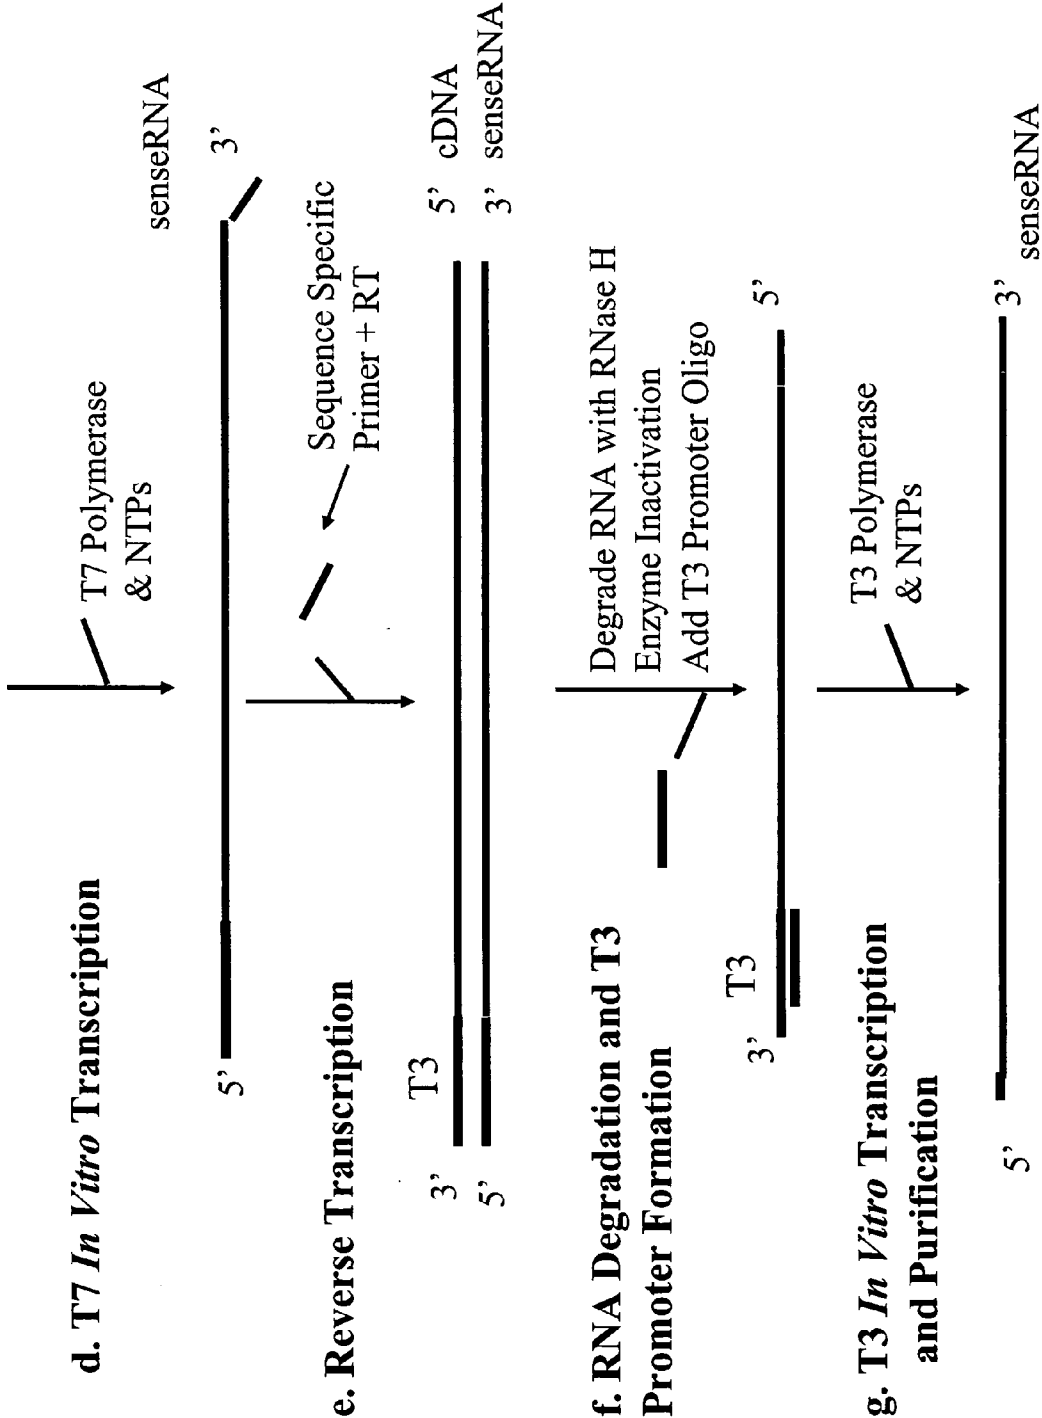 d. T7 In Vitro Transcription
T7 Polymerase
& NTPs
senseRNA
5’
3’
e. Reverse Transcription
Sequence Specific
Primer + RT
T3
3’
5’ cDNA
5’
3’ senseRNA
f. RNA Degradation and T3
Promoter Formation
Degrade RNA with RNase H
Enzyme Inactivation
Add T3 Promoter Oligo
T3
3’
5’
g. T3 In Vitro Transcription
and Purification
T3 Polymerase
& NTPs
5’
3’
senseRNA